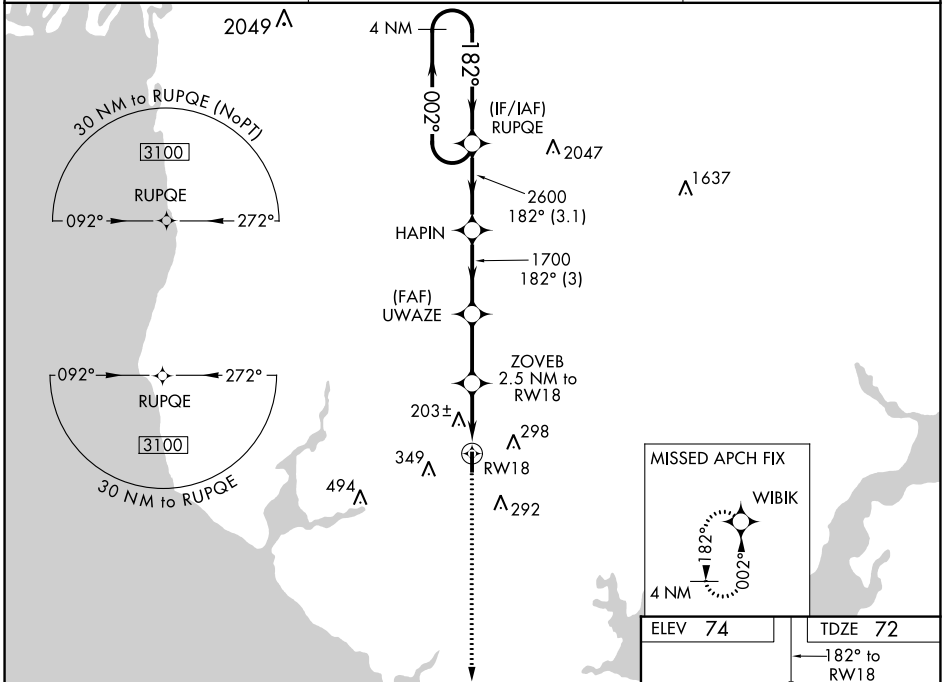 2049
4 NM
182°
002°
(IF/IAF)
RUPQE
2047
1637
30 NM to RUPQE (NoPT)
3100
RUPQE
092°
272°
2600
182° (3.1)
HAPIN
1700
182° (3)
(FAF)
UWAZE
ZOVEB
2.5 NM to
RW18
092°
272°
RUPQE
3100
30 NM to RUPQE
203±
298
349
RW18
494
292
MISSED APCH FIX
WIBIK
182°
002°
4 NM
ELEV 74
TDZE 72
182° to
RW18